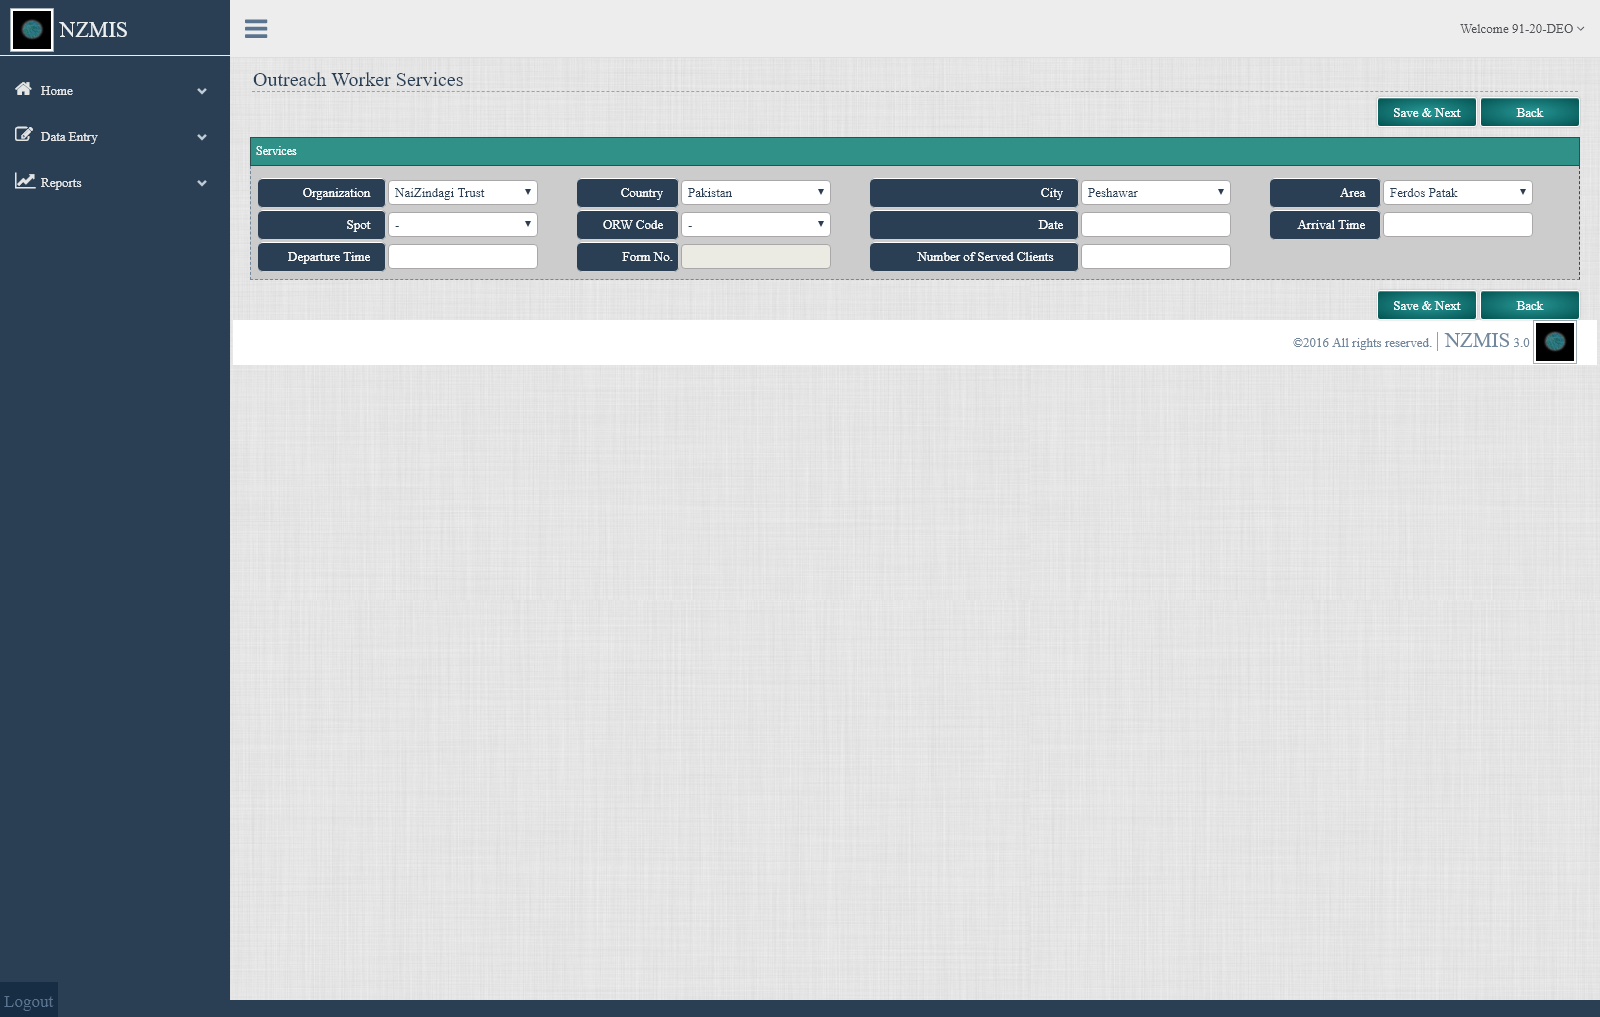 NZMIS
Welcome 91-20-DEO
Home
Data Entry
Reports
Outreach Worker Services
Save & Next Back
Services
Organization NaiZindagi Trust Country Pakistan City Peshawar Area Ferdos Patak
Spot - ORW Code - Date Arrival Time
Departure Time Form No. Number of Served Clients
Save & Next Back
©2016 All rights reserved. | NZMIS 3.0
Logout